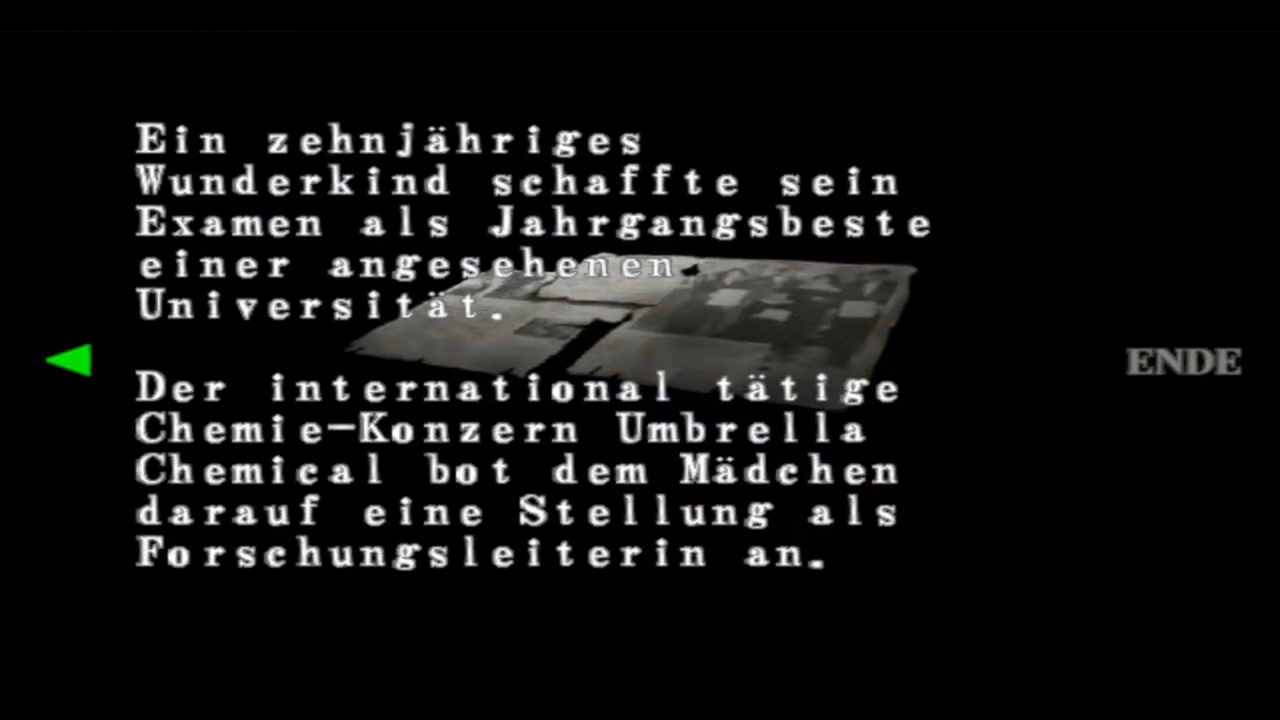 Ein zehnjähriges
Wunderkind schaffte sein
Examen als Jahrgangsbeste
einer angesehenen
Universität.
Der international tätige
Chemie-Konzern Umbrella
Chemical bot dem Mädchen
darauf eine Stellung als
Forschungsleiterin an.
ENDE